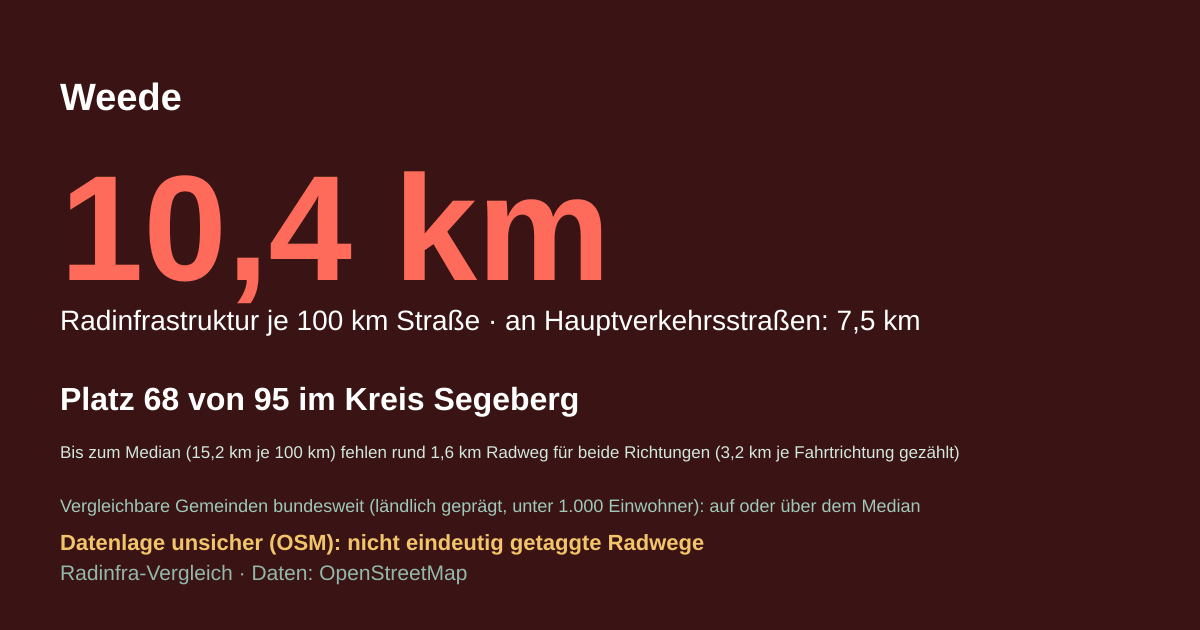 Weede
10,4 km
Radinfrastruktur je 100 km Straße · an Hauptverkehrsstraßen: 7,5 km
Platz 68 von 95 im Kreis Segeberg
Bis zum Median (15,2 km je 100 km) fehlen rund 1,6 km Radweg für beide Richtungen (3,2 km je Fahrtrichtung gezählt)
Vergleichbare Gemeinden bundesweit (ländlich geprägt, unter 1.000 Einwohner): auf oder über dem Median
Datenlage unsicher (OSM): nicht eindeutig getaggte Radwege
Radinfra-Vergleich · Daten: OpenStreetMap